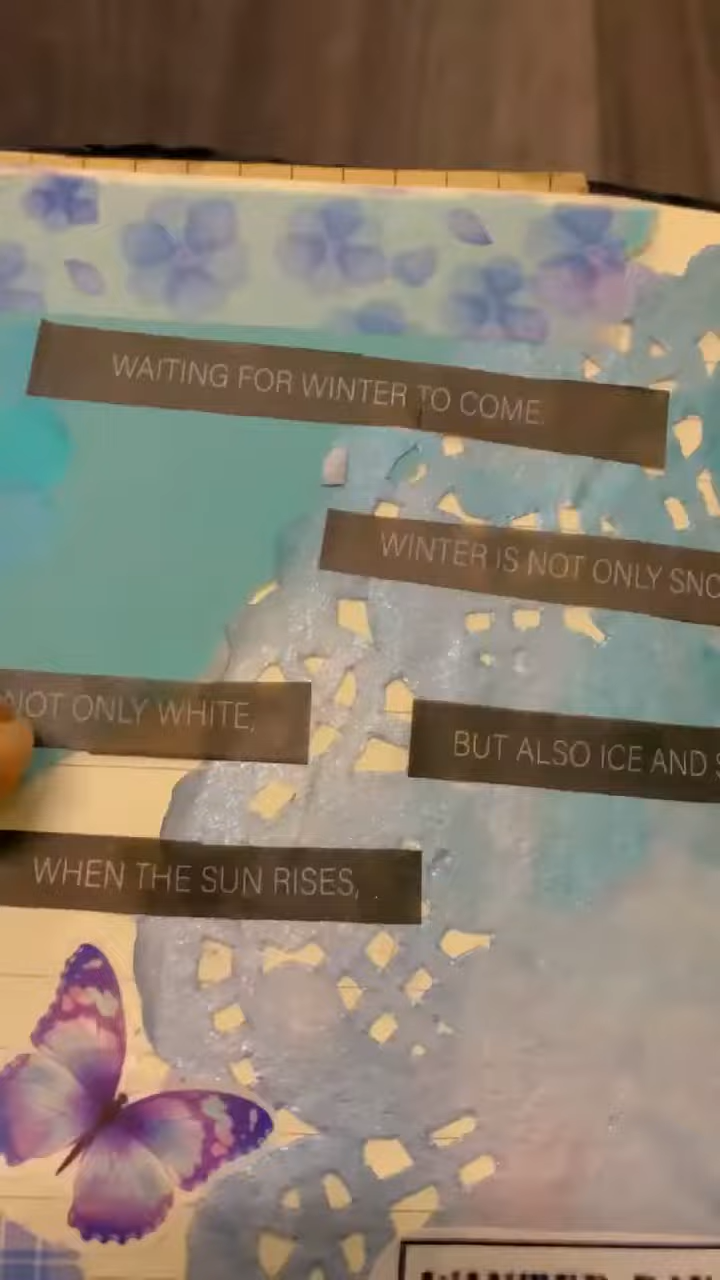 WAITING FOR WINTER TO COME.
WINTER IS NOT ONLY
NOT ONLY WHITE,
BUT ALSO ICE AND
WHEN THE SUN RISES,